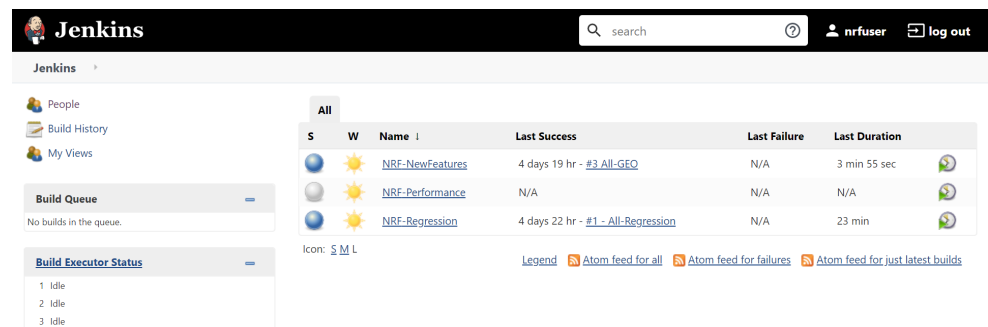 Jenkins search nrfuser log out
Jenkins
People
Build History
My Views
Build Queue
No builds in the queue.
Build Executor Status
1 Idle
2 Idle
3 Idle
All
S W Name ↓ Last Success Last Failure Last Duration
NRF-NewFeatures 4 days 19 hr - #3 All-GEO N/A 3 min 55 sec
NRF-Performance N/A N/A N/A
NRF-Regression 4 days 22 hr - #1 - All-Regression N/A 23 min
Icon: S M L
Legend Atom feed for all Atom feed for failures Atom feed for just latest builds